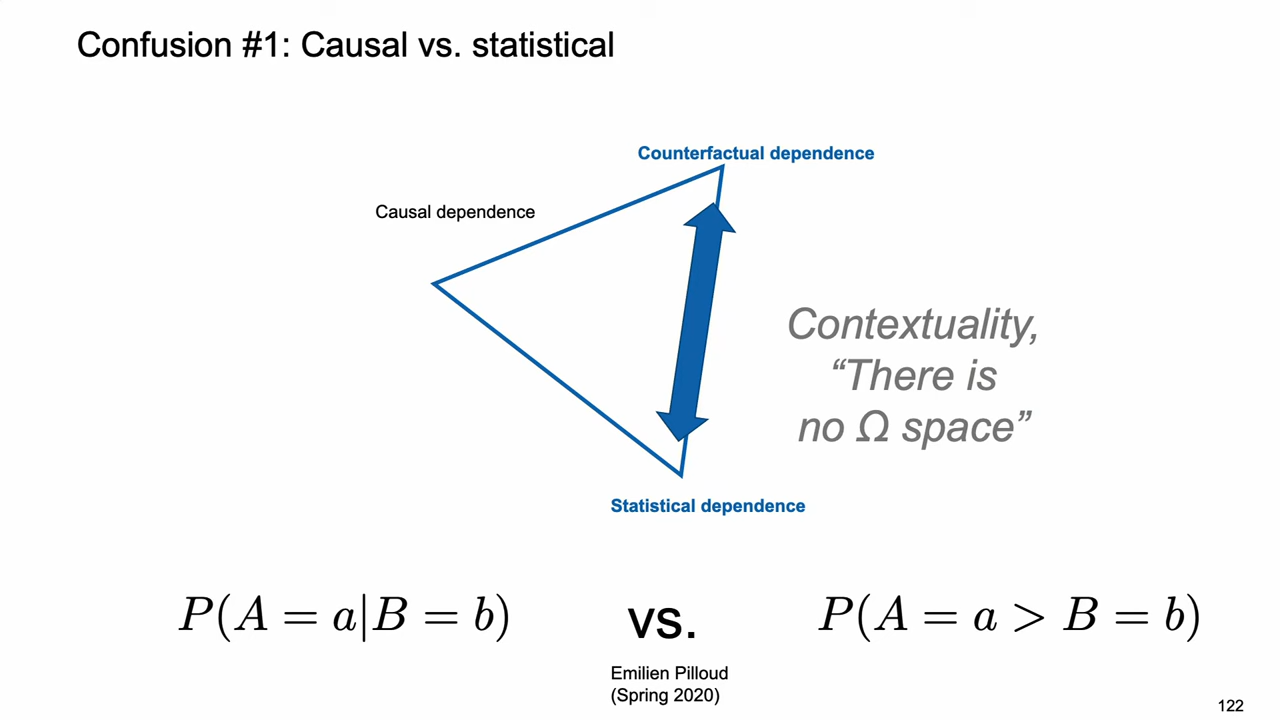 Confusion #1: Causal vs. statistical
Counterfactual dependence
Causal dependence
Contextuality,
“There is
no Ω space”
Statistical dependence
P(A = a|B = b)
vs.
P(A = a > B = b)
Emilien Pilloud
(Spring 2020)
122